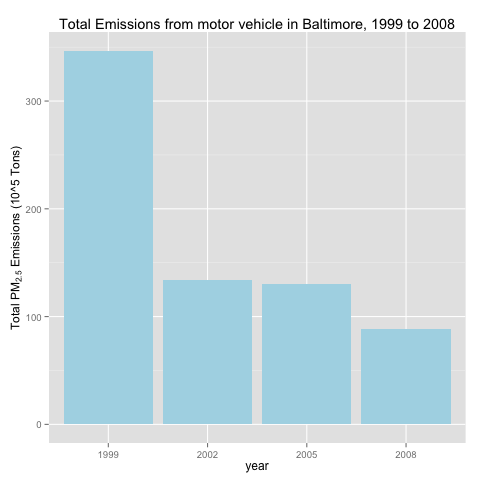 Total Emissions from motor vehicle in Baltimore, 1999 to 2008
Total PM2.5 Emissions (10^5 Tons)
300
200
100
0
1999 2002 2005 2008
year